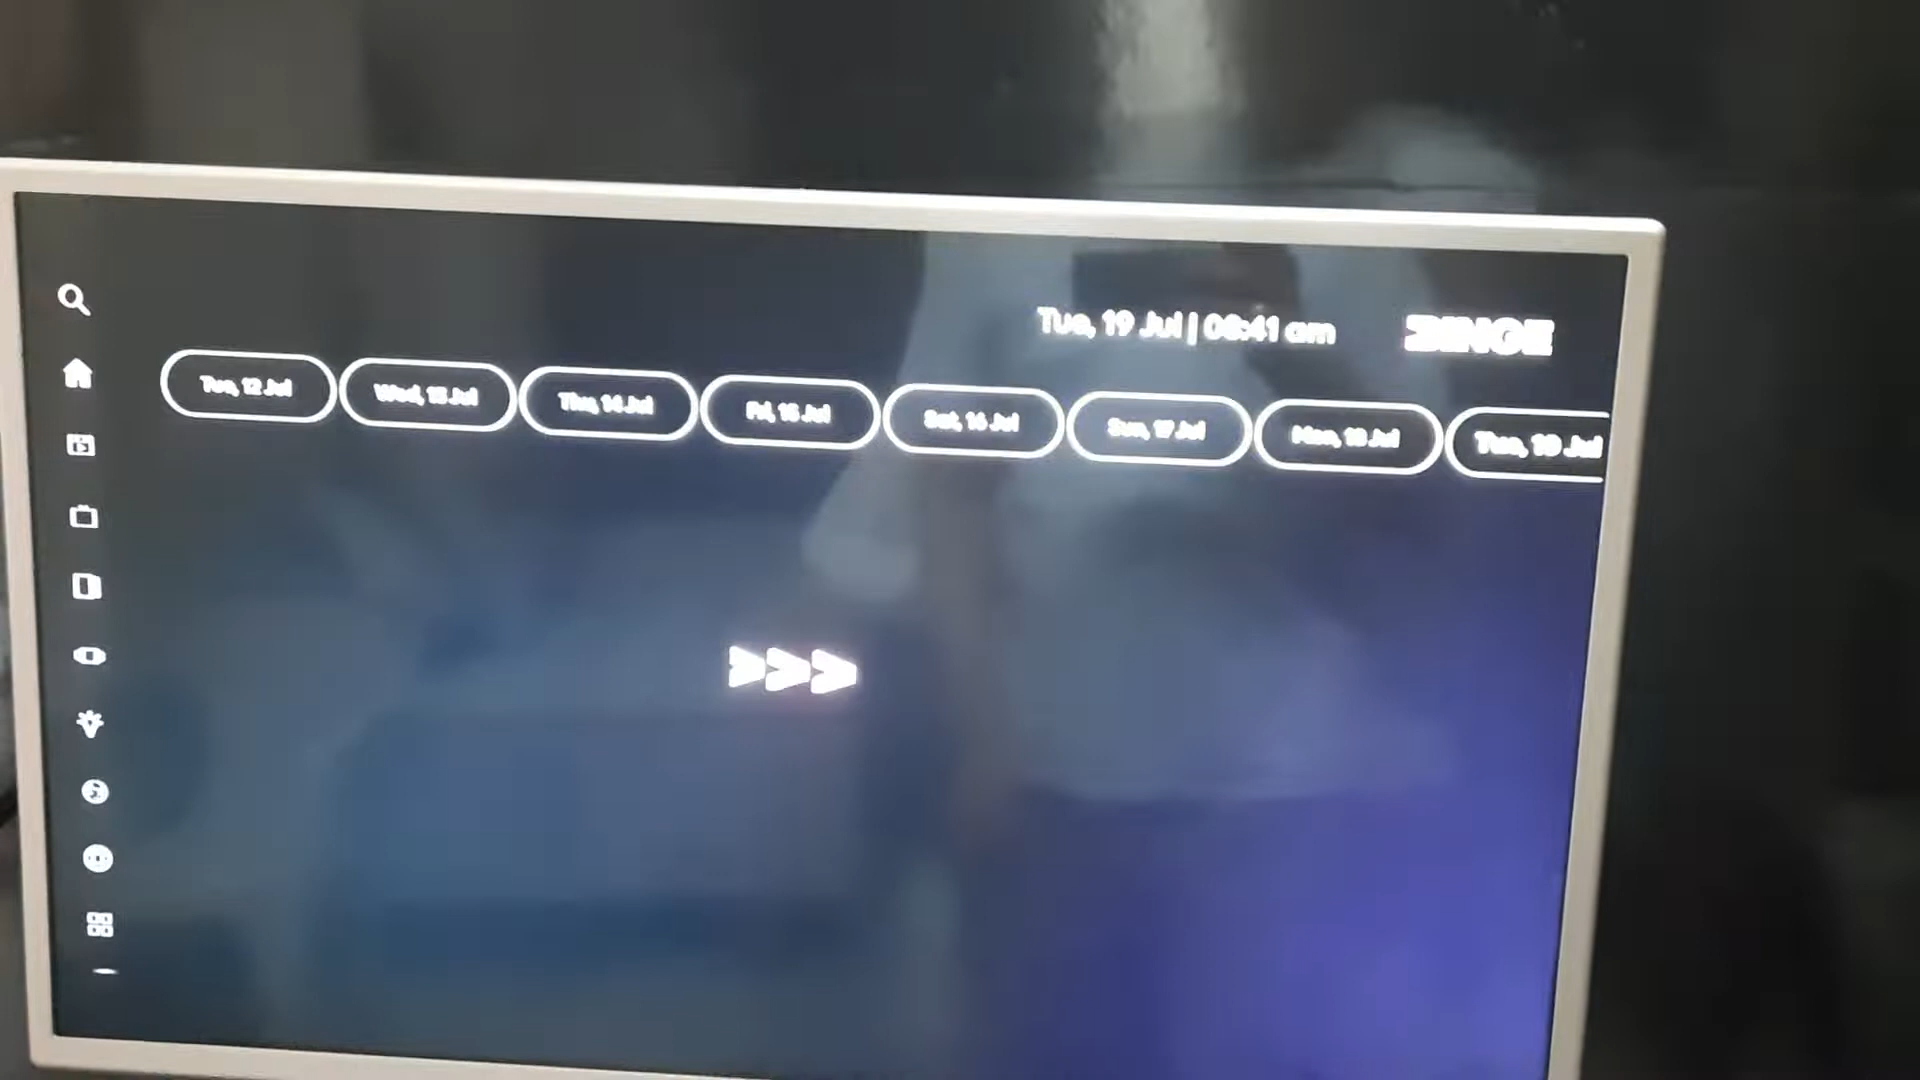 Tue, 19 Jul | 08:41 am
BINGE
Tue, 12 Jul
Wed, 13 Jul
Thu, 14 Jul
Fri, 15 Jul
Sat, 16 Jul
Sun, 17 Jul
Mon, 18 Jul
Tue, 19 Jul